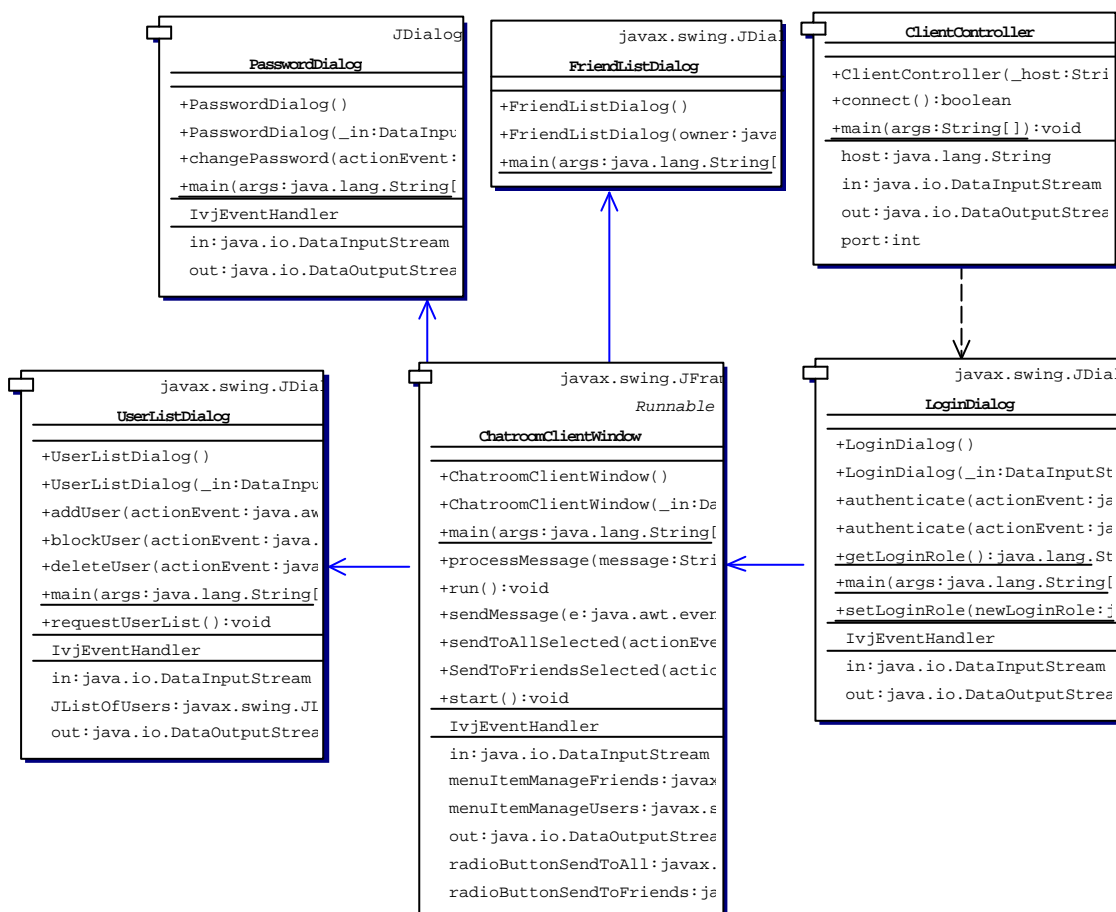 JDialog
PasswordDialog
+PasswordDialog()
+PasswordDialog(_in:DataInpu
+changePassword(actionEvent:
+main(args:java.lang.String[
IvjEventHandler
in:java.io.DataInputStream
out:java.io.DataOutputStrea
javax.swing.JDial
FriendListDialog
+FriendListDialog()
+FriendListDialog(owner:java
+main(args:java.lang.String[
ClientController
+ClientController(_host:Stri
+connect():boolean
+main(args:String[]):void
host:java.lang.String
in:java.io.DataInputStream
out:java.io.DataOutputStrea
port:int
javax.swing.JDial
UserListDialog
+UserListDialog()
+UserListDialog(_in:DataInpu
+addUser(actionEvent:java.aw
+blockUser(actionEvent:java.
+deleteUser(actionEvent:java
+main(args:java.lang.String[
+requestUserList():void
IvjEventHandler
in:java.io.DataInputStream
JListOfUsers:javax.swing.JL
out:java.io.DataOutputStrea
javax.swing.JFram
Runnable
ChatroomClientWindow
+ChatroomClientWindow()
+ChatroomClientWindow(_in:Da
+main(args:java.lang.String[
+processMessage(message:Stri
+run():void
+sendMessage(e:java.awt.even
+sendToAllSelected(actionEve
+SendToFriendsSelected(actio
+start():void
IvjEventHandler
in:java.io.DataInputStream
menuItemManageFriends:javax
menuItemManageUsers:javax.s
out:java.io.DataOutputStrea
radioButtonSendToAll:javax.
radioButtonSendToFriends:ja
javax.swing.JDial
LoginDialog
+LoginDialog()
+LoginDialog(_in:DataInputSt
+authenticate(actionEvent:ja
+authenticate(actionEvent:ja
+getLoginRole():java.lang.St
+main(args:java.lang.String[
+setLoginRole(newLoginRole:j
IvjEventHandler
in:java.io.DataInputStream
out:java.io.DataOutputStrea